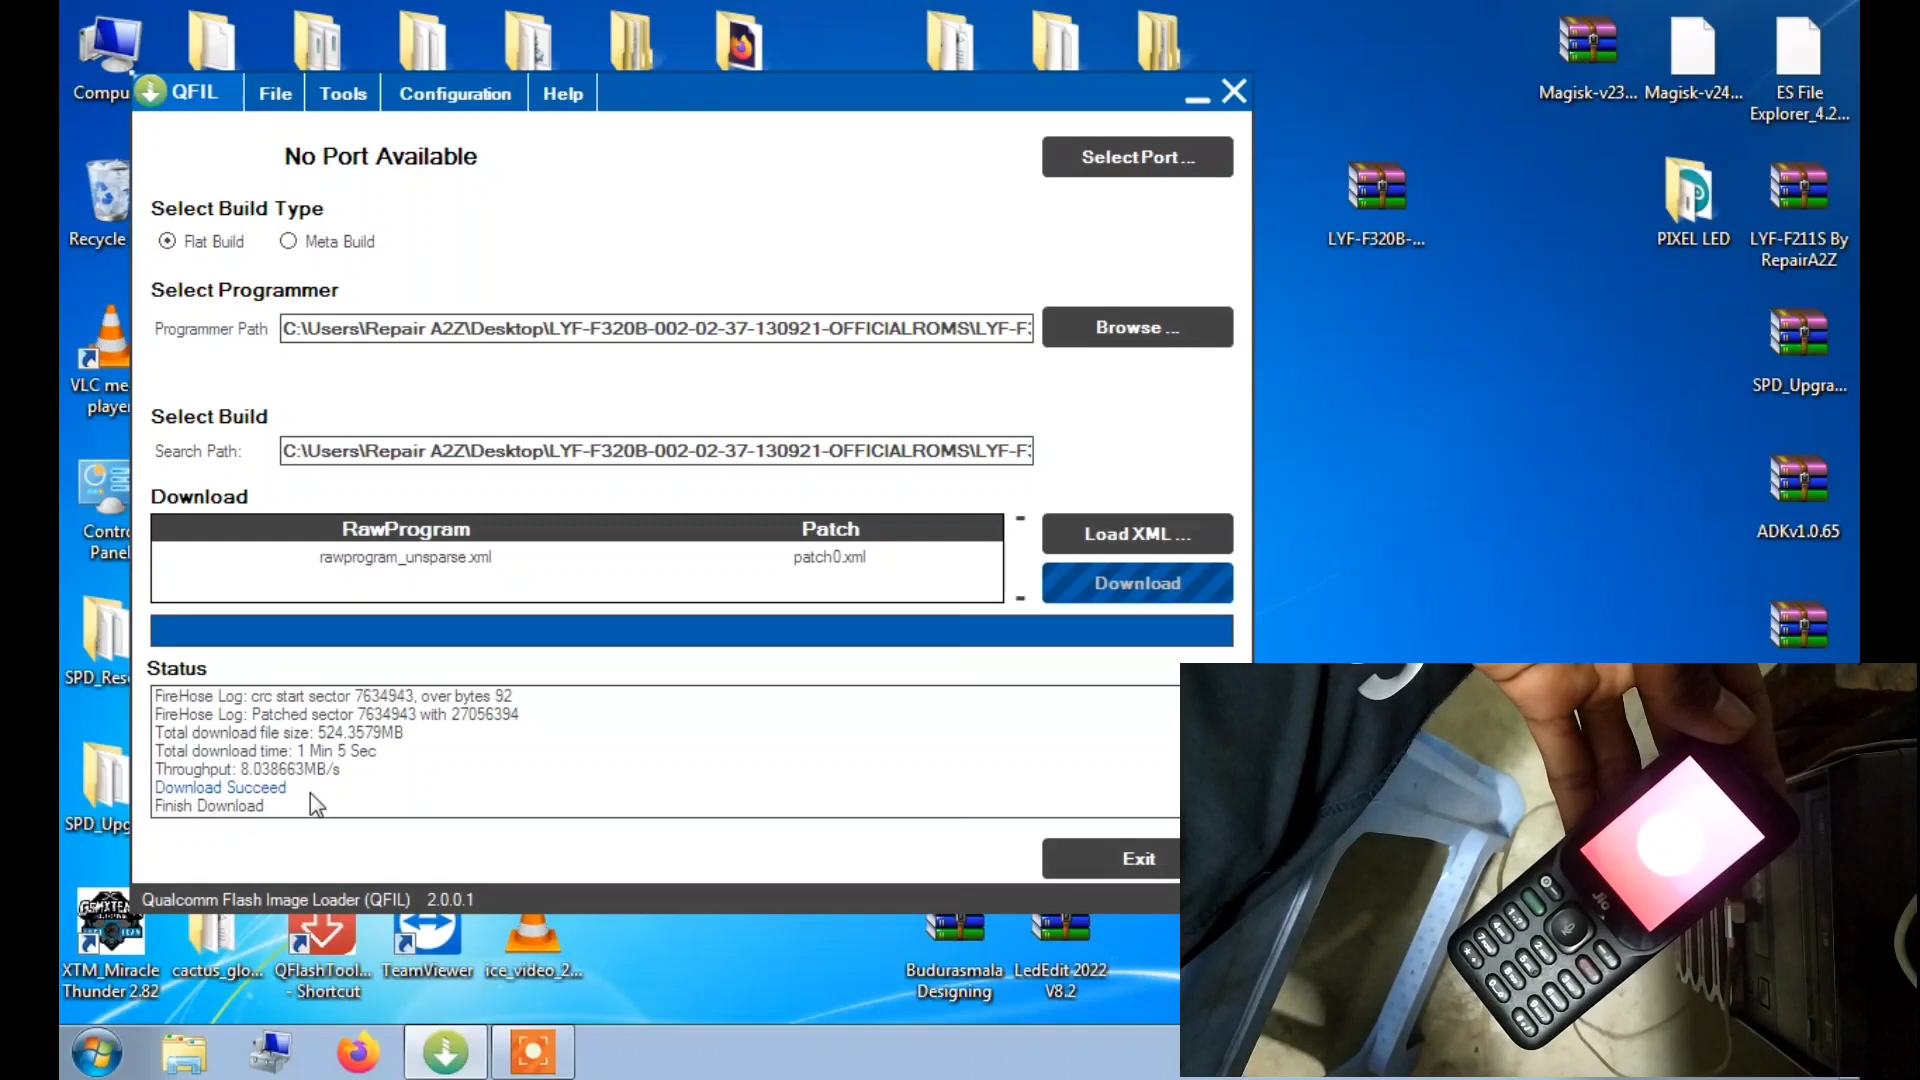 Compu
QFIL
File
Tools
Configuration
Help
Magisk-v23...
Magisk-v24...
ES File
Explorer_4.2...
No Port Available
Select Port ...
Select Build Type
Flat Build
Meta Build
Recycle
LYF-F320B-...
PIXEL LED
LYF-F211S By
RepairA2Z
Select Programmer
Programmer Path
C:\Users\Repair A2Z\Desktop\LYF-F320B-002-02-37-130921-OFFICIALROMS\LYF-F
Browse ...
VLC me
player
SPD_Upgra...
Select Build
Search Path:
C:\Users\Repair A2Z\Desktop\LYF-F320B-002-02-37-130921-OFFICIALROMS\LYF-F
Contr
Panel
ADKv1.0.65
Download
RawProgram
Patch
Load XML ...
rawprogram_unsparse.xml
patch0.xml
Download
SPD_Res
Status
FireHose Log: crc start sector 7634943, over bytes 92
FireHose Log: Patched sector 7634943 with 27056394
Total download file size: 524.3579MB
Total download time: 1 Min 5 Sec
Throughput: 8.038663MB/s
Download Succeed
Finish Download
SPD_Upg
Exit
Qualcomm Flash Image Loader (QFIL) 2.0.0.1
XTM_Miracle
Thunder 2.82
cactus_glo...
QFlashTool...
- Shortcut
TeamViewer
ice_video_2...
Budurasmala
Designing
LedEdit 2022
V8.2
Jio